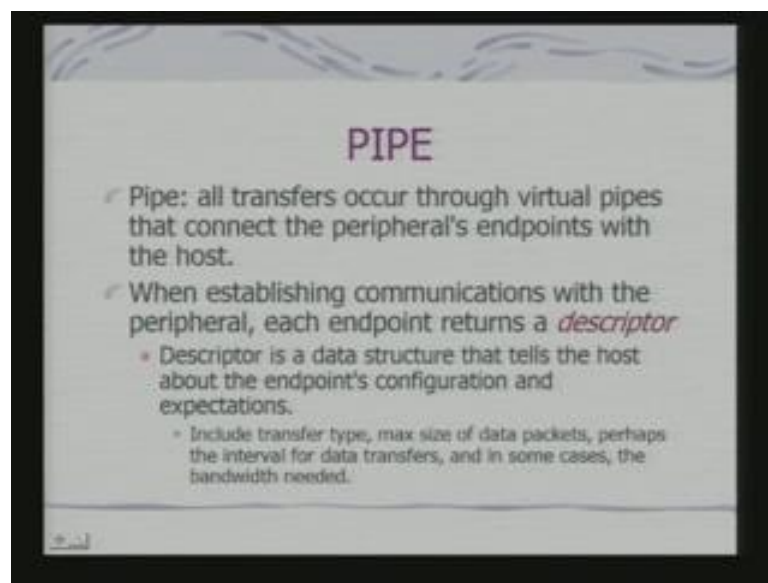 PIPE
Pipe: all transfers occur through virtual pipes
that connect the peripheral's endpoints with
the host.
When establishing communications with the
peripheral, each endpoint returns a descriptor
Descriptor is a data structure that tells the host
about the endpoint's configuration and
expectations.
Include transfer type, max size of data packets, perhaps
the interval for data transfers, and in some cases, the
bandwidth needed.